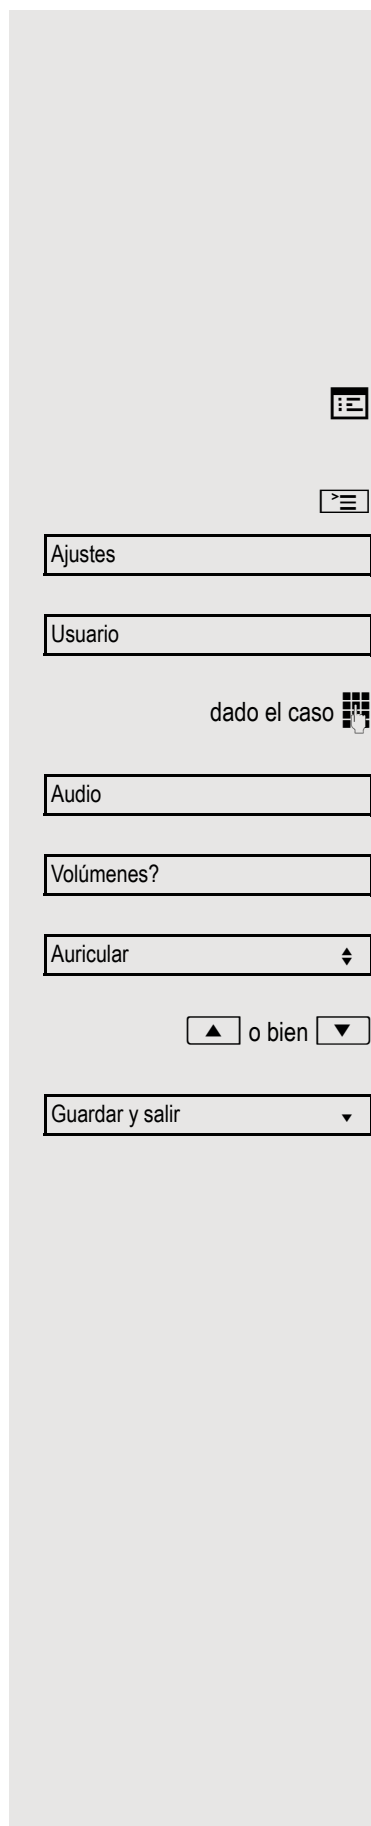 Ajustes
Usuario
dado el caso
Audio
Volúmenes?
Auricular
o bien
Guardar y salir